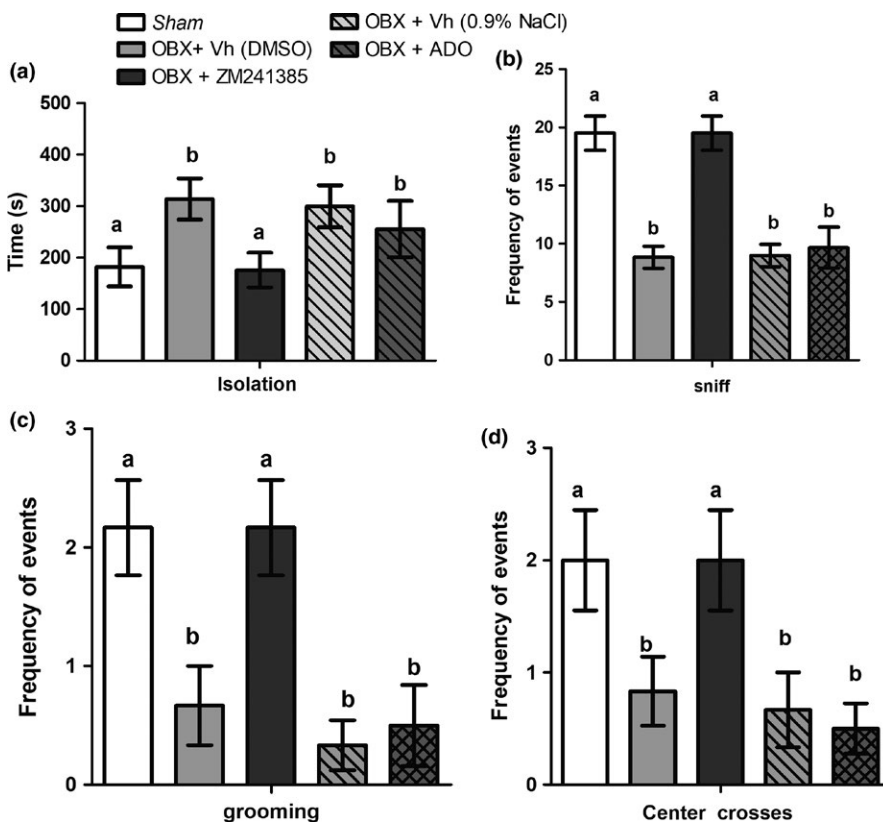 Sham
OBX+ Vh (DMSO)
OBX + ZM241385
OBX + Vh (0.9% NaCl)
OBX + ADO
(a)
500
400
300
200
100
0
Time (s)
a
b
a
b
b
Isolation
(b)
25
20
15
10
5
0
Frequency of events
a
b
a
b
b
sniff
(c)
3
2
1
0
Frequency of events
a
b
a
b
b
grooming
(d)
3
2
1
0
Frequency of events
a
b
a
b
b
Center crosses